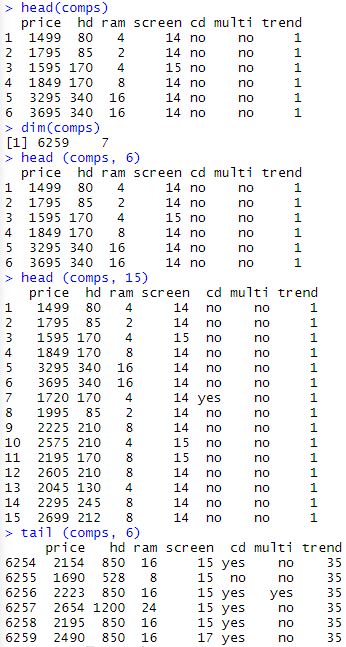 > head(comps)
  price  hd ram screen cd multi trend
1  1499  80   4     14 no    no     1
2  1795  85   2     14 no    no     1
3  1595 170   4     15 no    no     1
4  1849 170   8     14 no    no     1
5  3295 340  16     14 no    no     1
6  3695 340  16     14 no    no     1
> dim(comps)
[1] 6259    7
> head (comps, 6)
  price  hd ram screen cd multi trend
1  1499  80   4     14 no    no     1
2  1795  85   2     14 no    no     1
3  1595 170   4     15 no    no     1
4  1849 170   8     14 no    no     1
5  3295 340  16     14 no    no     1
6  3695 340  16     14 no    no     1
> head (comps, 15)
   price  hd ram screen  cd multi trend
1   1499  80   4     14  no    no     1
2   1795  85   2     14  no    no     1
3   1595 170   4     15  no    no     1
4   1849 170   8     14  no    no     1
5   3295 340  16     14  no    no     1
6   3695 340  16     14  no    no     1
7   1720 170   4     14 yes    no     1
8   1995  85   2     14  no    no     1
9   2225 210   8     14  no    no     1
10  2575 210   4     15  no    no     1
11  2195 170   8     15  no    no     1
12  2605 210   8     14  no    no     1
13  2045 130   4     14  no    no     1
14  2295 245   8     14  no    no     1
15  2699 212   8     14  no    no     1
> tail (comps, 6)
     price   hd ram screen  cd multi trend
6254  2154  850  16     15 yes    no    35
6255  1690  528   8     15  no    no    35
6256  2223  850  16     15 yes   yes    35
6257  2654 1200  24     15 yes    no    35
6258  2195  850  16     15 yes    no    35
6259  2490  850  16     17 yes    no    35